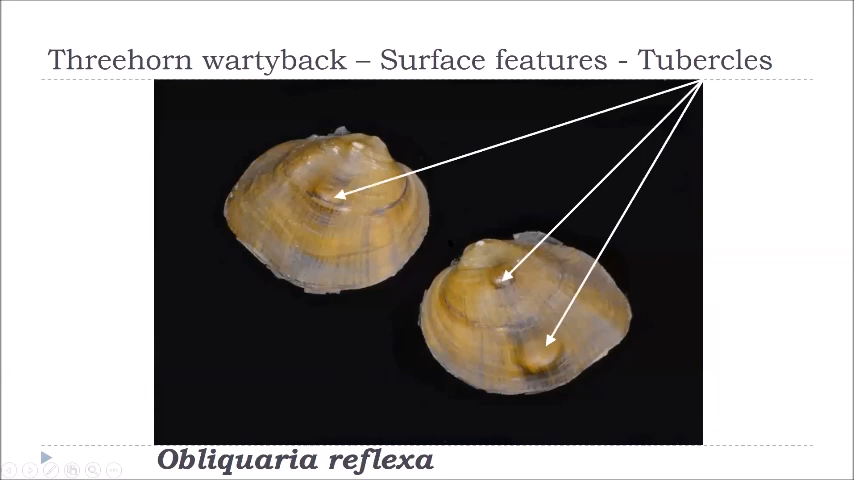 Threehorn wartyback – Surface features - Tubercles
Obliquaria reflexa